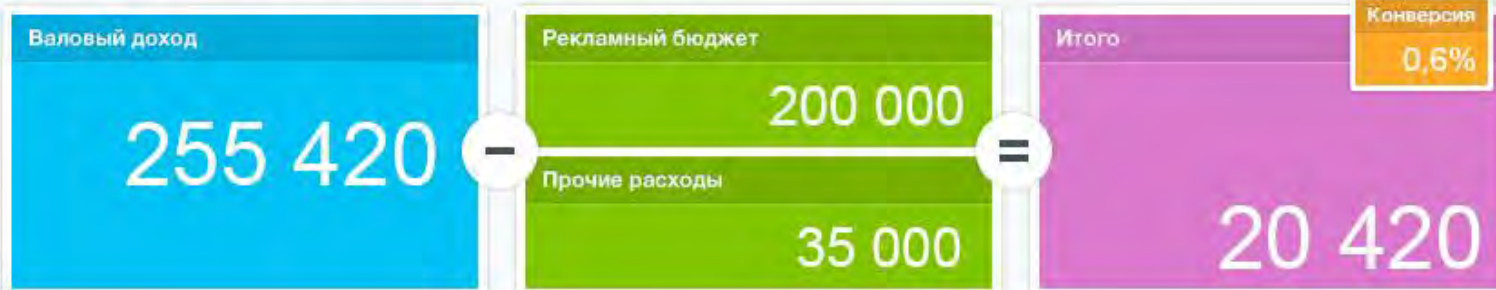 Валовый доход
255 420
−
Рекламный бюджет
200 000
Прочие расходы
35 000
=
Итого
Конверсия
0,6%
20 420